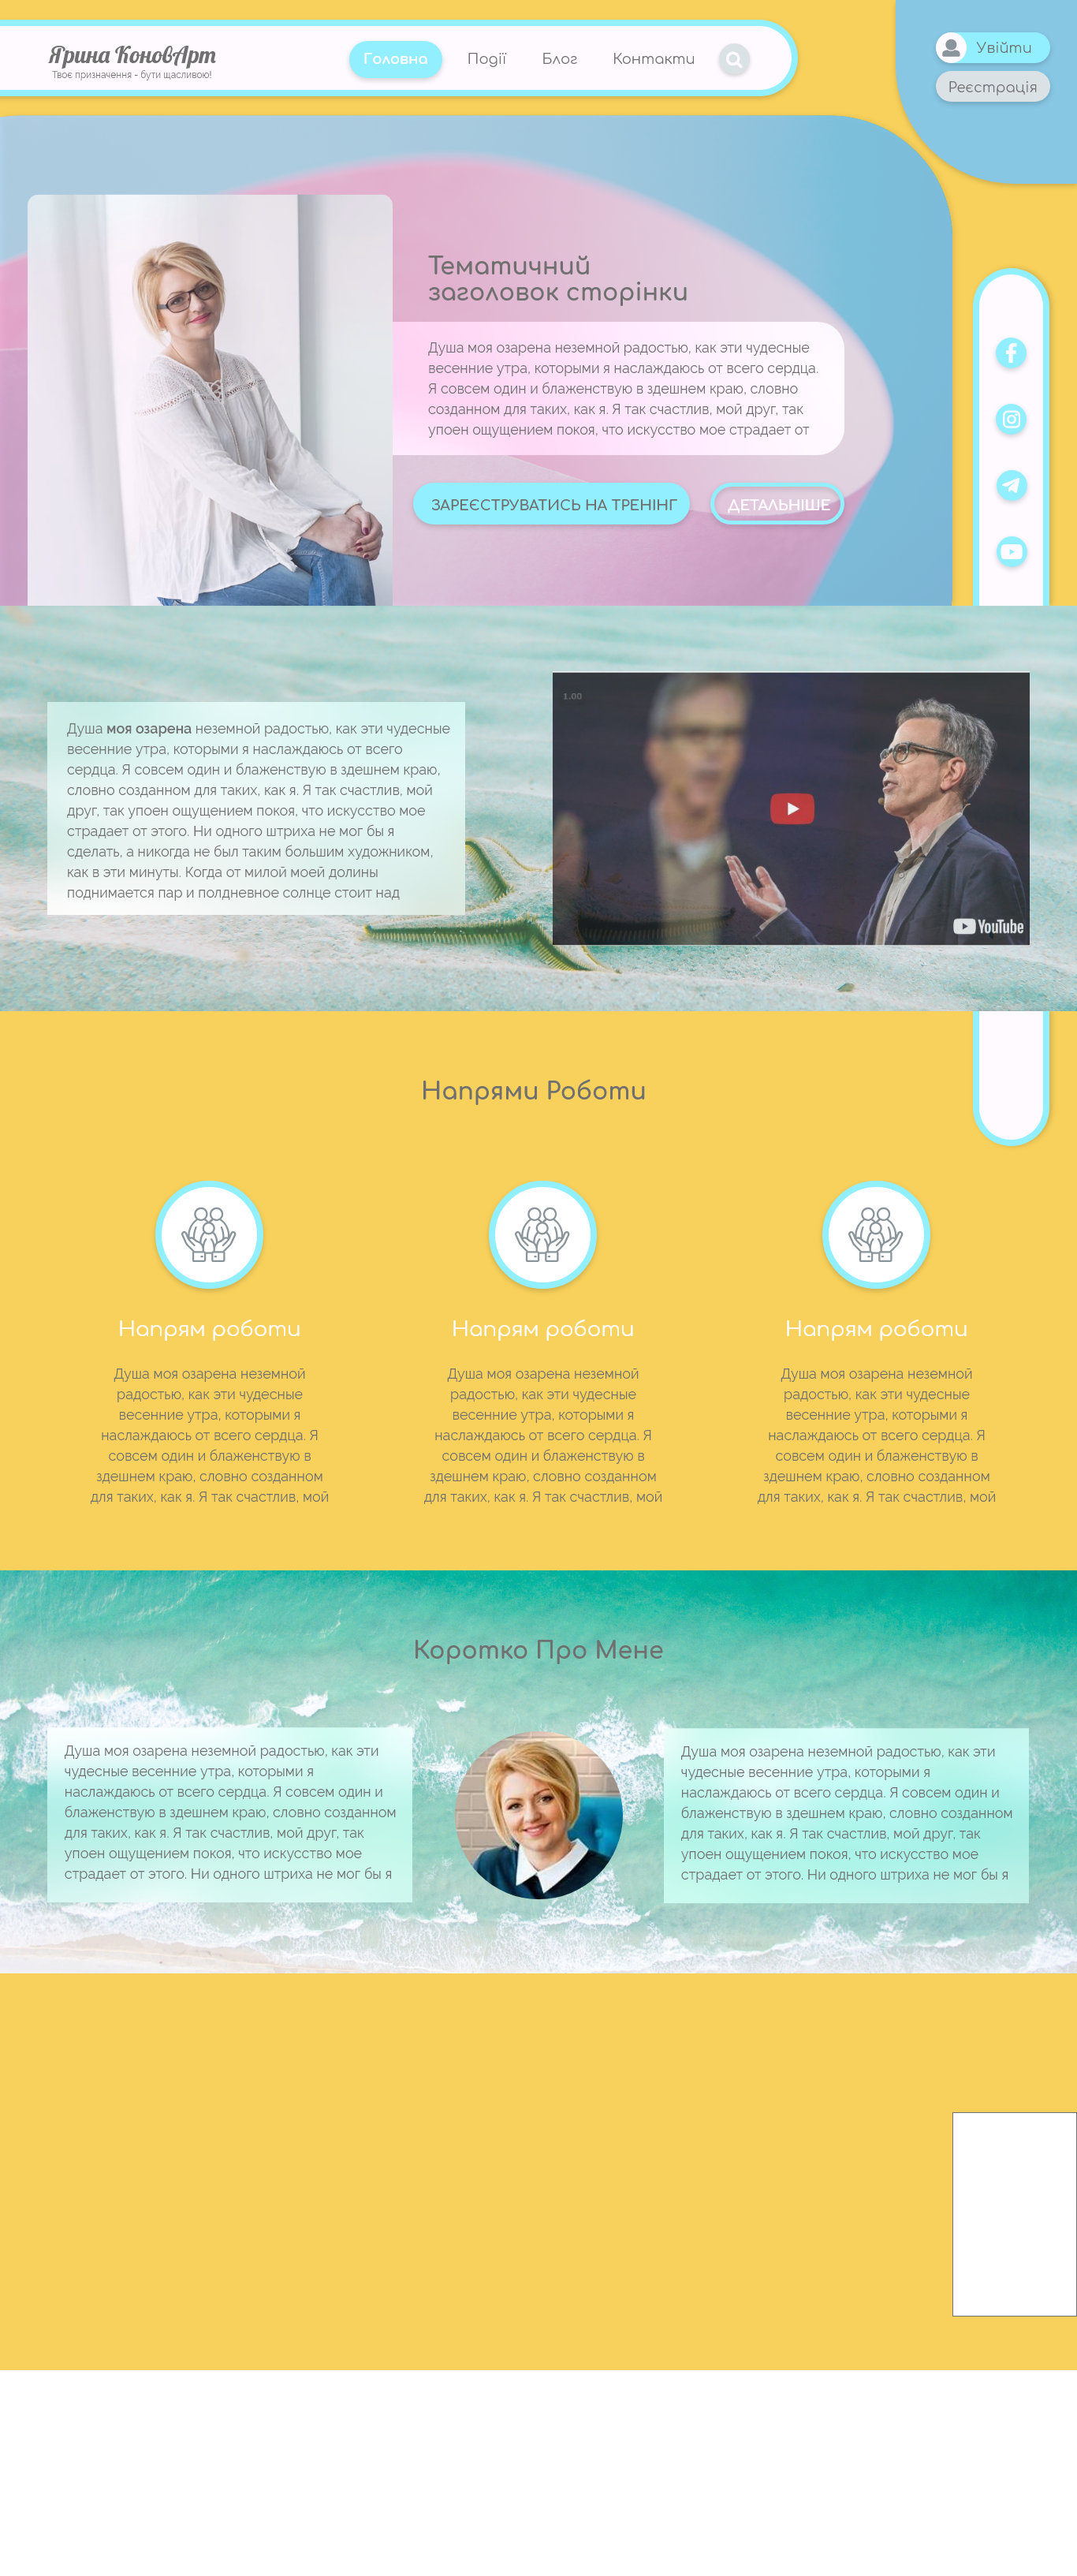 Ярина КоновАрт
Твоє призначення - бути щасливою!
Головна
Події
Блог
Контакти
Увійти
Реєстрація
Тематичний
заголовок сторінки
Душа моя озарена неземной радостью, как эти чудесные
весенние утра, которыми я наслаждаюсь от всего сердца.
Я совсем один и блаженствую в здешнем краю, словно
созданном для таких, как я. Я так счастлив, мой друг, так
упоен ощущением покоя, что искусство мое страдает от
ЗАРЕЄСТРУВАТИСЬ НА ТРЕНІНГ
ДЕТАЛЬНІШЕ
Душа моя озарена неземной радостью, как эти чудесные
весенние утра, которыми я наслаждаюсь от всего
сердца. Я совсем один и блаженствую в здешнем краю,
словно созданном для таких, как я. Я так счастлив, мой
друг, так упоен ощущением покоя, что искусство мое
страдает от этого. Ни одного штриха не мог бы я
сделать, а никогда не был таким большим художником,
как в эти минуты. Когда от милой моей долины
поднимается пар и полдневное солнце стоит над
1.00
YouTube
Напрями Роботи
Напрям роботи
Душа моя озарена неземной
радостью, как эти чудесные
весенние утра, которыми я
наслаждаюсь от всего сердца. Я
совсем один и блаженствую в
здешнем краю, словно созданном
для таких, как я. Я так счастлив, мой
Напрям роботи
Душа моя озарена неземной
радостью, как эти чудесные
весенние утра, которыми я
наслаждаюсь от всего сердца. Я
совсем один и блаженствую в
здешнем краю, словно созданном
для таких, как я. Я так счастлив, мой
Напрям роботи
Душа моя озарена неземной
радостью, как эти чудесные
весенние утра, которыми я
наслаждаюсь от всего сердца. Я
совсем один и блаженствую в
здешнем краю, словно созданном
для таких, как я. Я так счастлив, мой
Коротко Про Мене
Душа моя озарена неземной радостью, как эти
чудесные весенние утра, которыми я
наслаждаюсь от всего сердца. Я совсем один и
блаженствую в здешнем краю, словно созданном
для таких, как я. Я так счастлив, мой друг, так
упоен ощущением покоя, что искусство мое
страдает от этого. Ни одного штриха не мог бы я
Душа моя озарена неземной радостью, как эти
чудесные весенние утра, которыми я
наслаждаюсь от всего сердца. Я совсем один и
блаженствую в здешнем краю, словно созданном
для таких, как я. Я так счастлив, мой друг, так
упоен ощущением покоя, что искусство мое
страдает от этого. Ни одного штриха не мог бы я